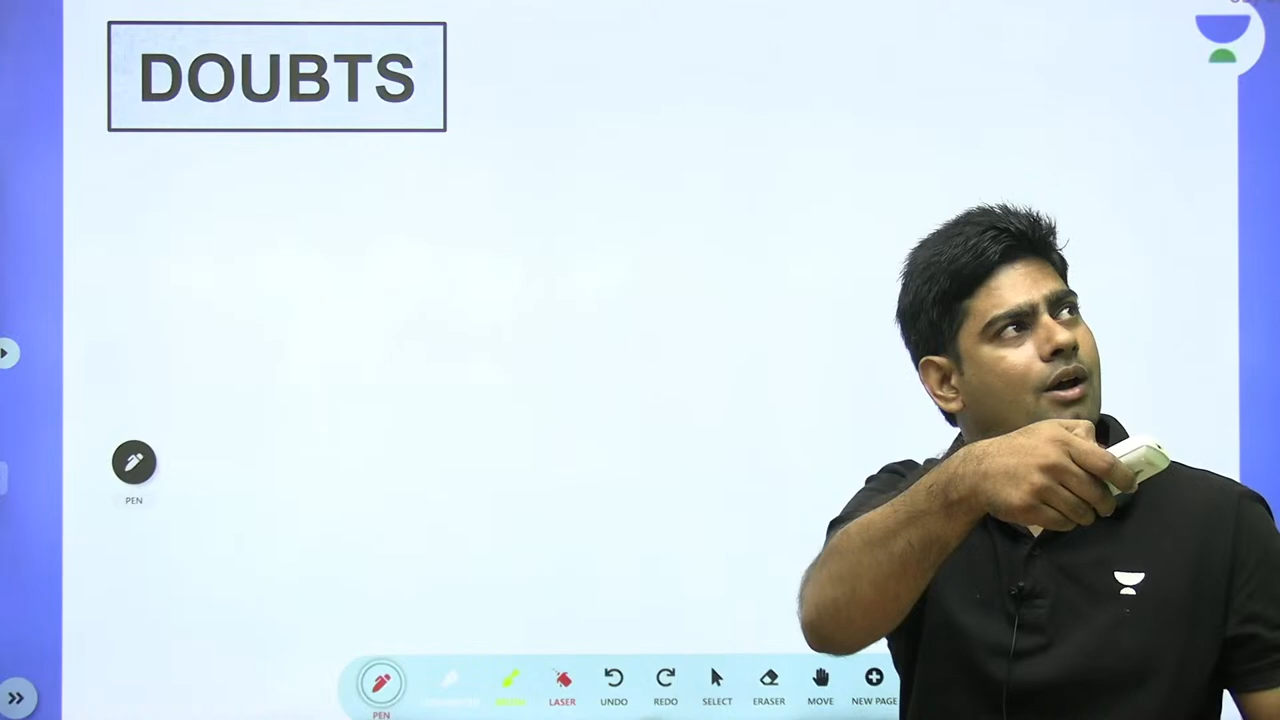 DOUBTS
PEN
PEN
LASER
UNDO
REDO
SELECT
ERASER
MOVE
NEW PAGE